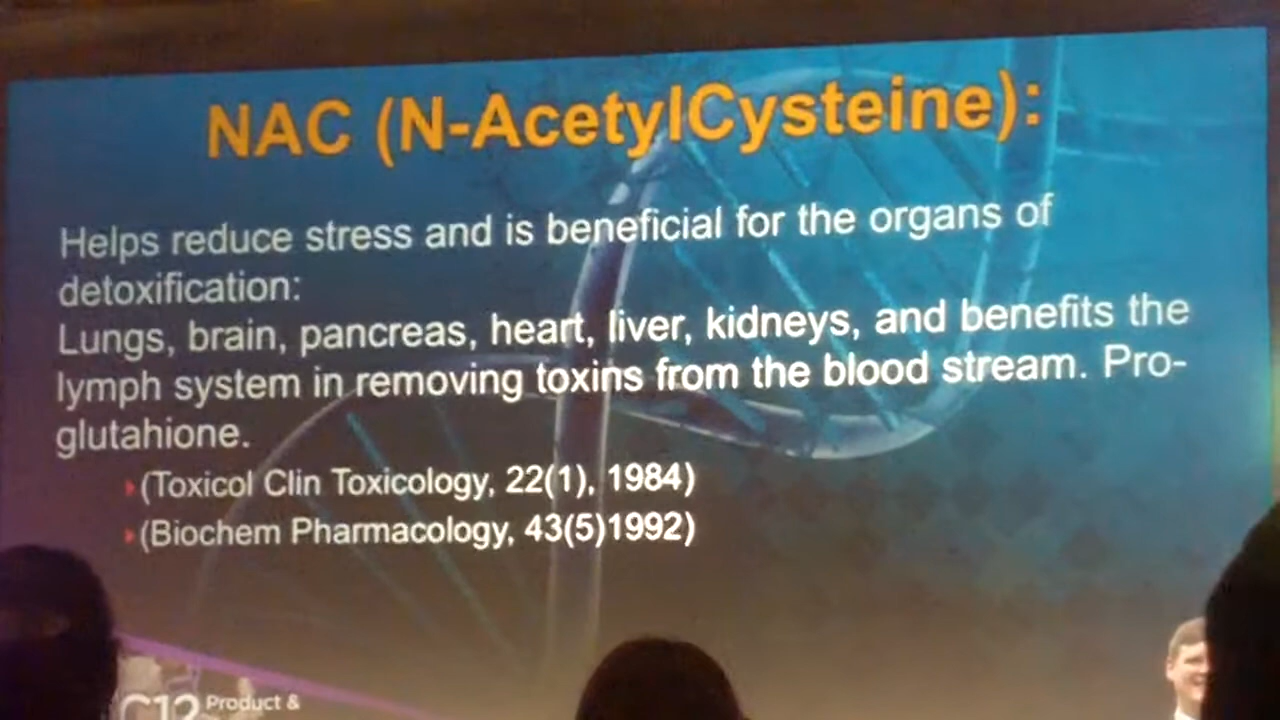 NAC (N-AcetylCysteine):
Helps reduce stress and is beneficial for the organs of
detoxification:
Lungs, brain, pancreas, heart, liver, kidneys, and benefits the
lymph system in removing toxins from the blood stream. Pro-
glutahione.
(Toxicol Clin Toxicology, 22(1), 1984)
(Biochem Pharmacology, 43(5)1992)
Product &